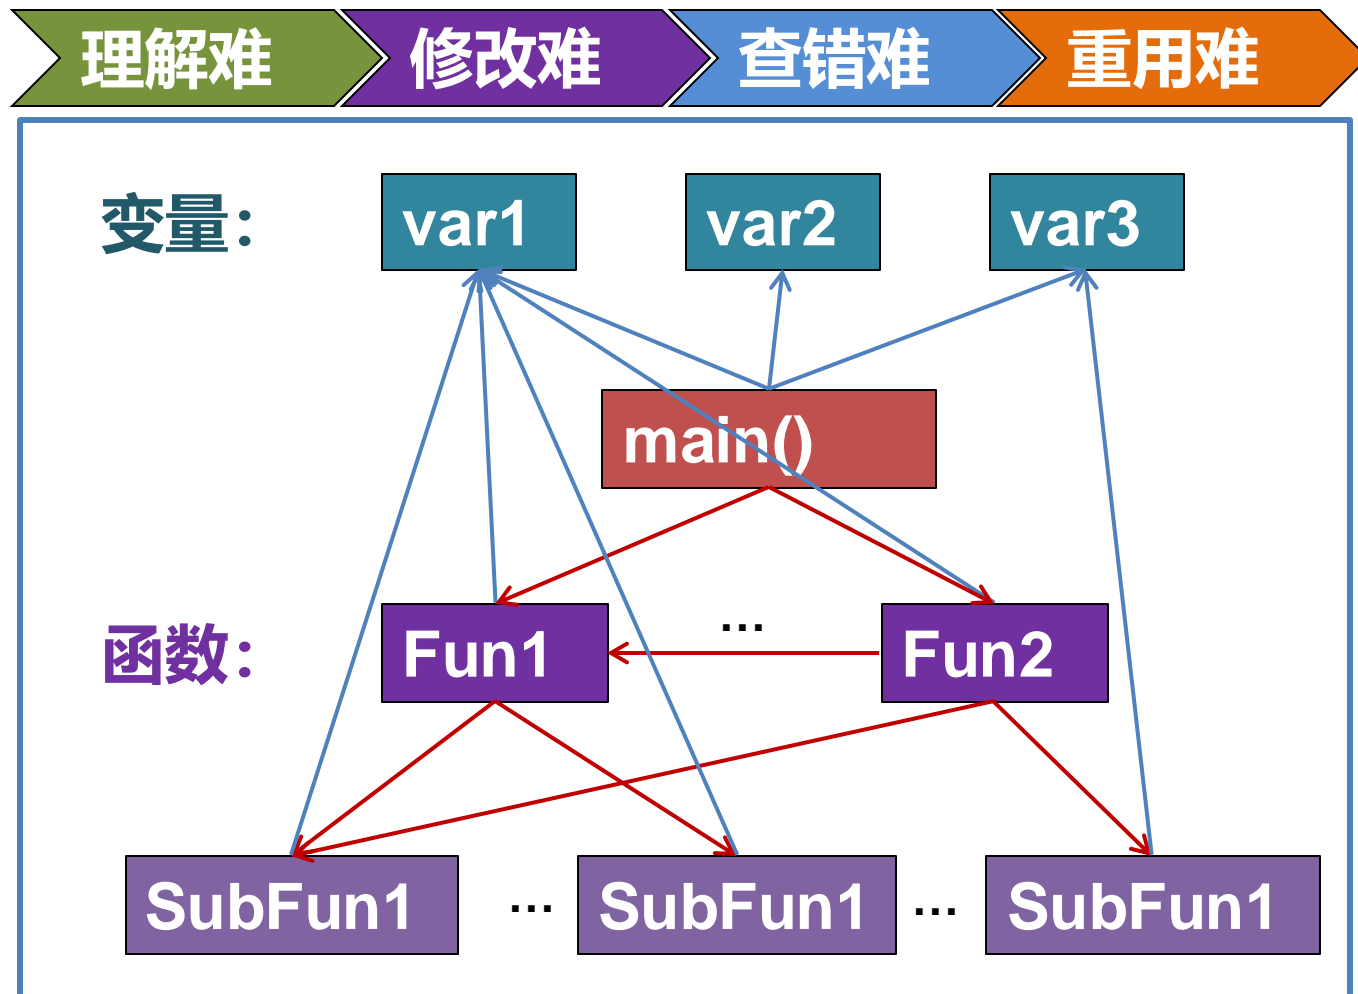 理解难 修改难 查错难 重用难
变量： var1 var2 var3
main()
...
函数： Fun1 Fun2
SubFun1 ... SubFun1 ... SubFun1